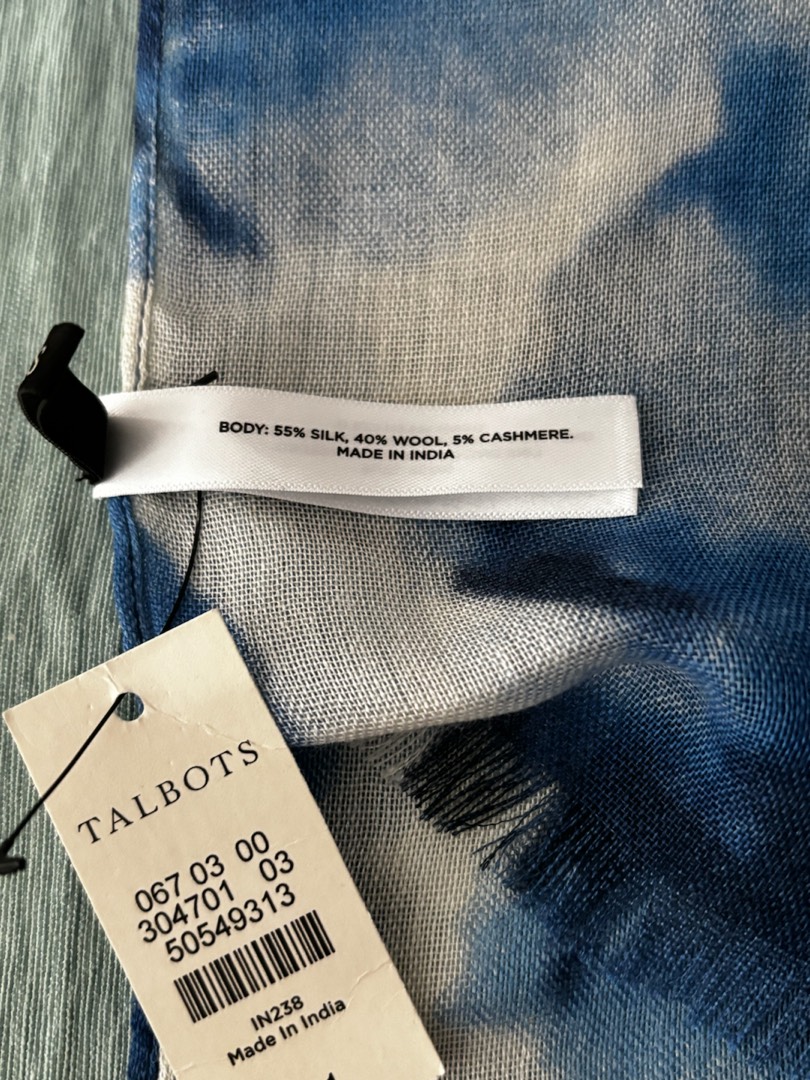 BODY: 55% SILK, 40% WOOL, 5% CASHMERE.
MADE IN INDIA
TALBOTS
067 03 00
304701 03
50549313
IN238
Made In India